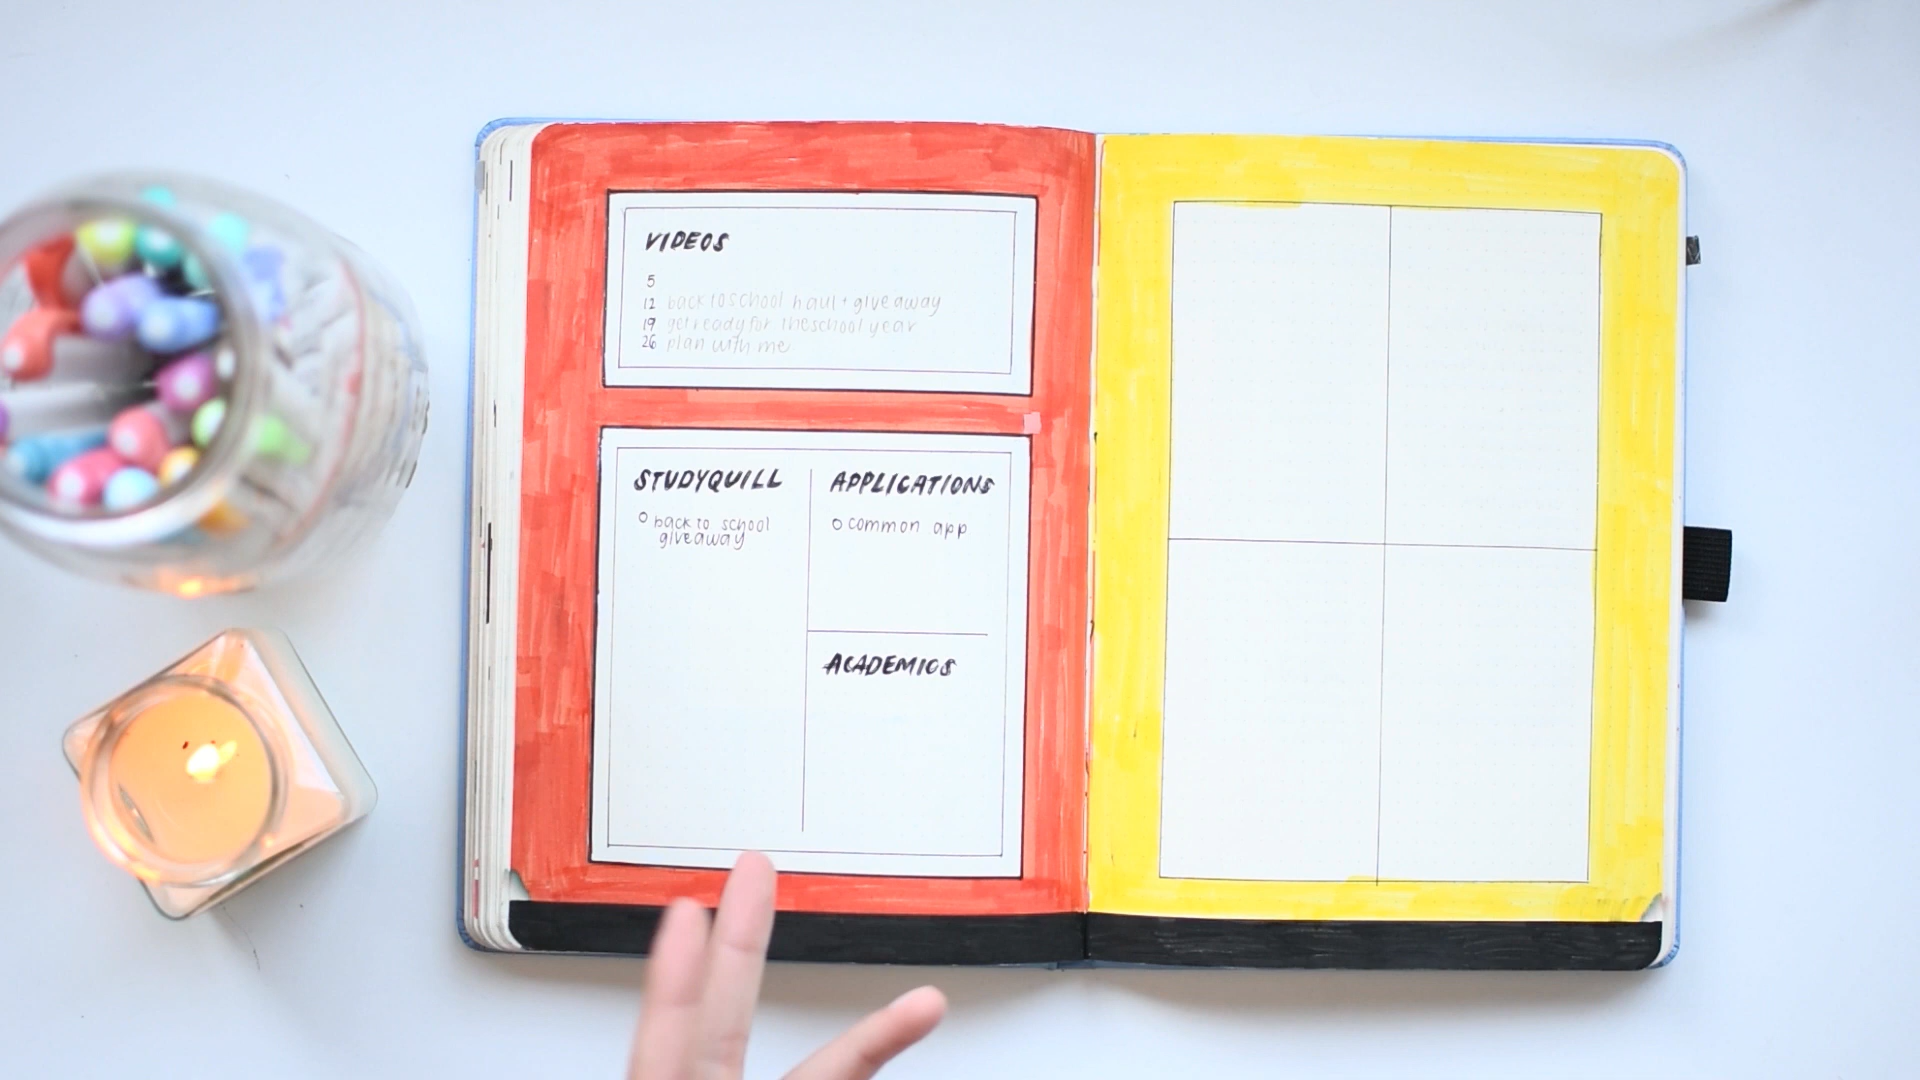 VIDEOS
5
12 back to school haul + giveaway
19 get ready for the school year
26 plan with me
STUDYQUILL
back to school
giveaway
APPLICATIONS
common app
ACADEMICS